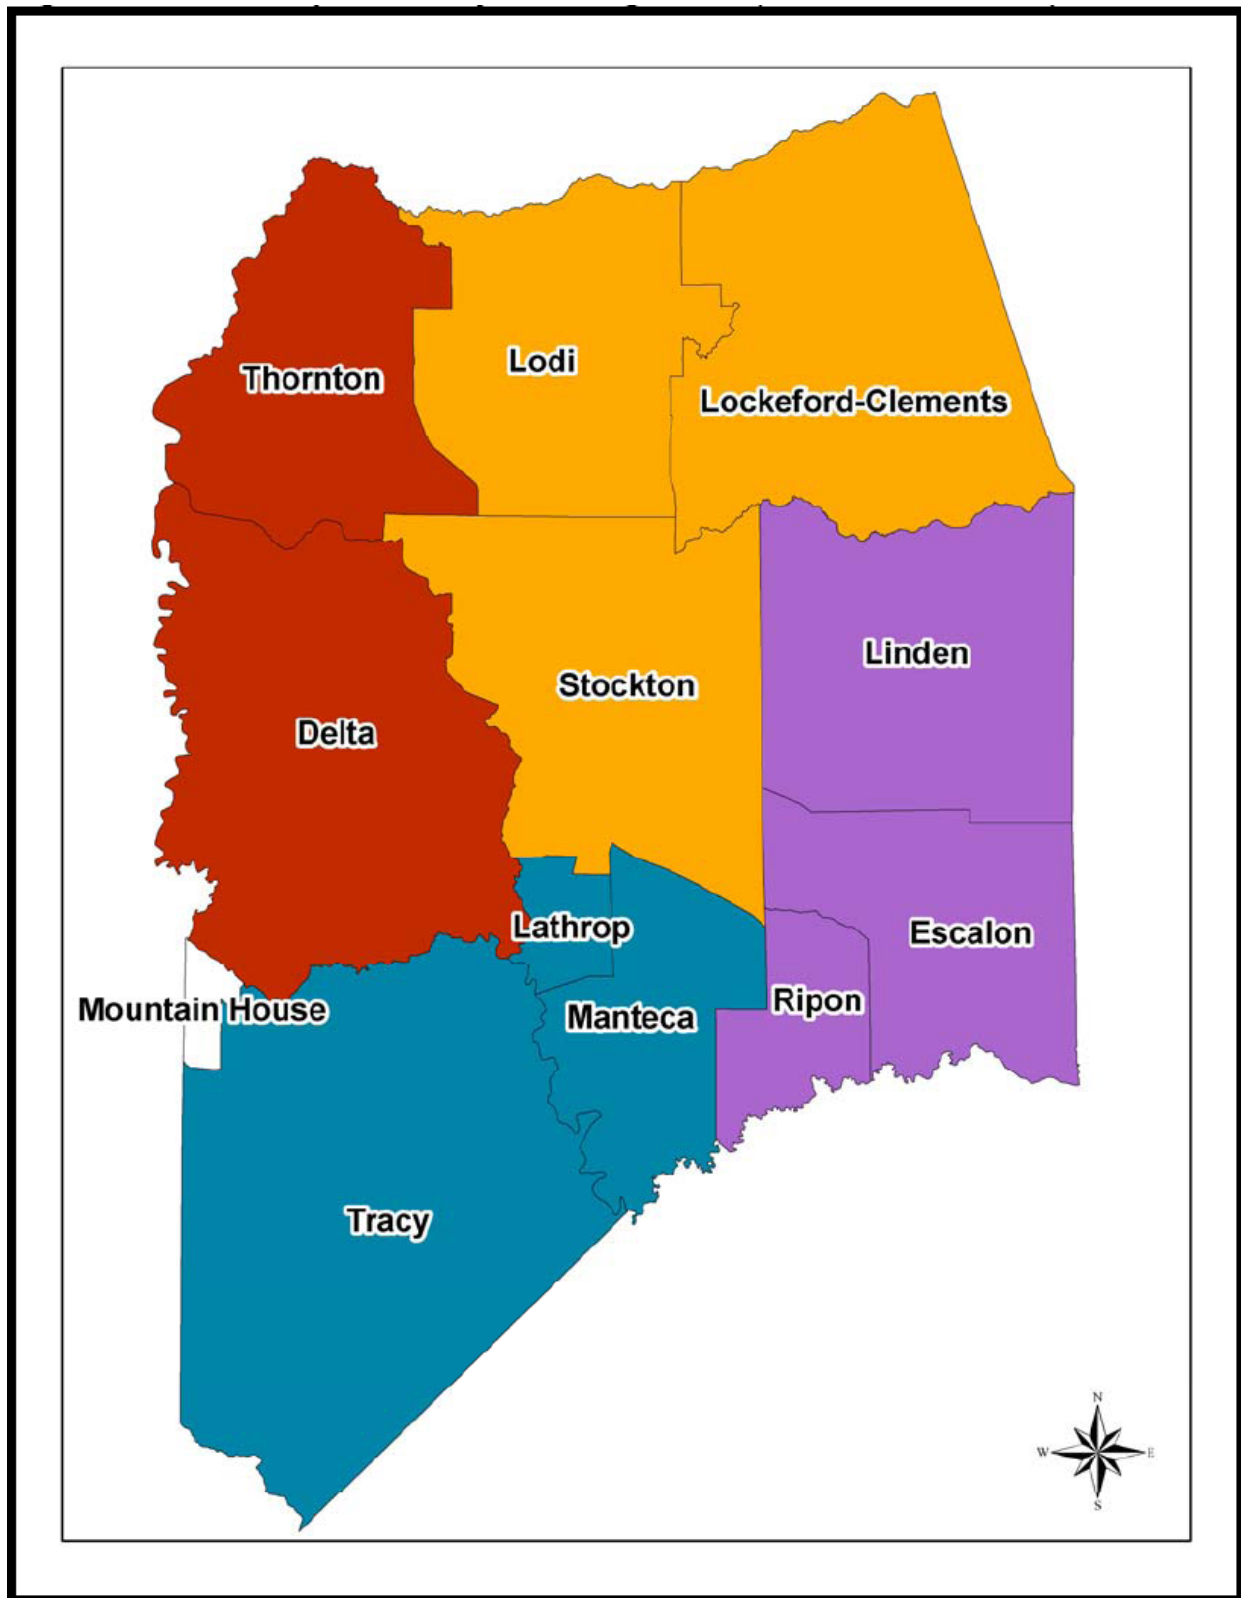 Thornton
Lodi
Lockeford-Clements
Linden
Stockton
Delta
Lathrop
Escalon
Mountain House
Manteca
Ripon
Tracy
N
W
E
S